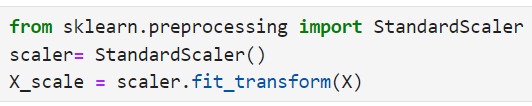 from sklearn.preprocessing import StandardScaler
scaler= StandardScaler()
X_scale = scaler.fit_transform(X)